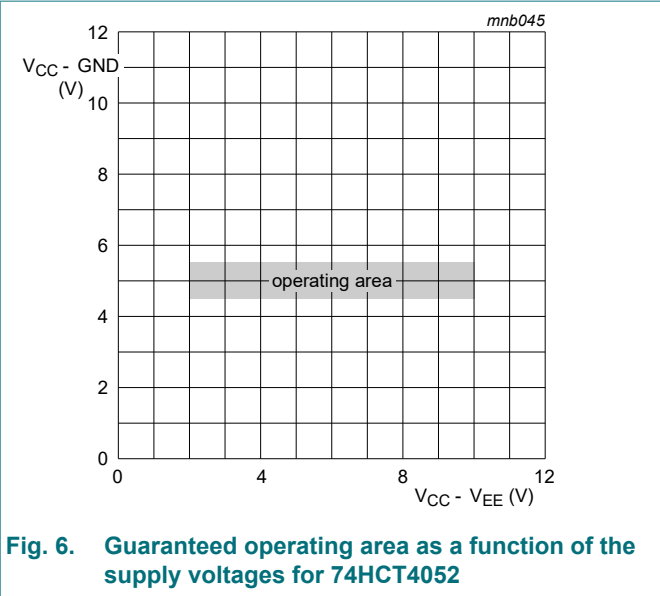 mnb045
12
VCC - GND
(V)
10
8
6
operating area
4
2
0
0
4
8
12
VCC - VEE (V)
Fig. 6. Guaranteed operating area as a function of the
supply voltages for 74HCT4052